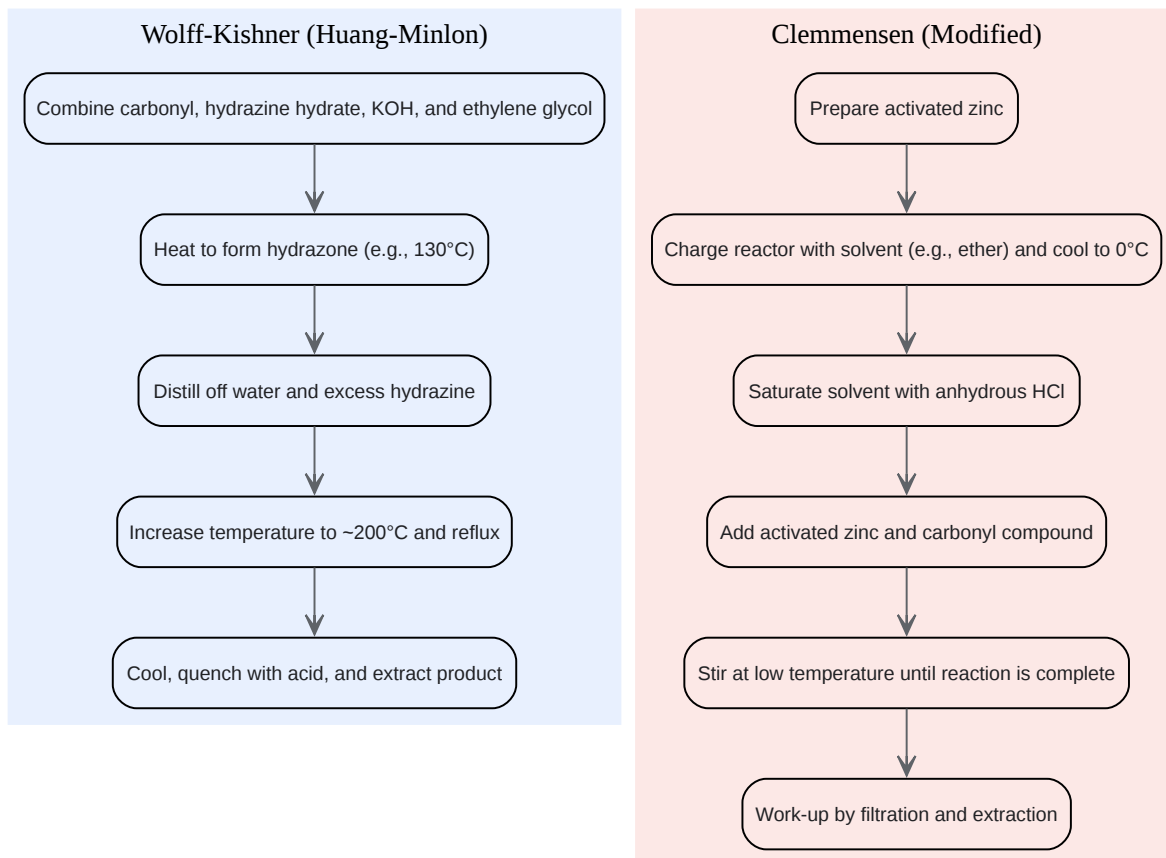 Wolff-Kishner (Huang-Minlon)
Combine carbonyl, hydrazine hydrate, KOH, and ethylene glycol
Heat to form hydrazone (e.g., 130°C)
Distill off water and excess hydrazine
Increase temperature to ~200°C and reflux
Cool, quench with acid, and extract product
Clemmensen (Modified)
Prepare activated zinc
Charge reactor with solvent (e.g., ether) and cool to 0°C
Saturate solvent with anhydrous HCl
Add activated zinc and carbonyl compound
Stir at low temperature until reaction is complete
Work-up by filtration and extraction